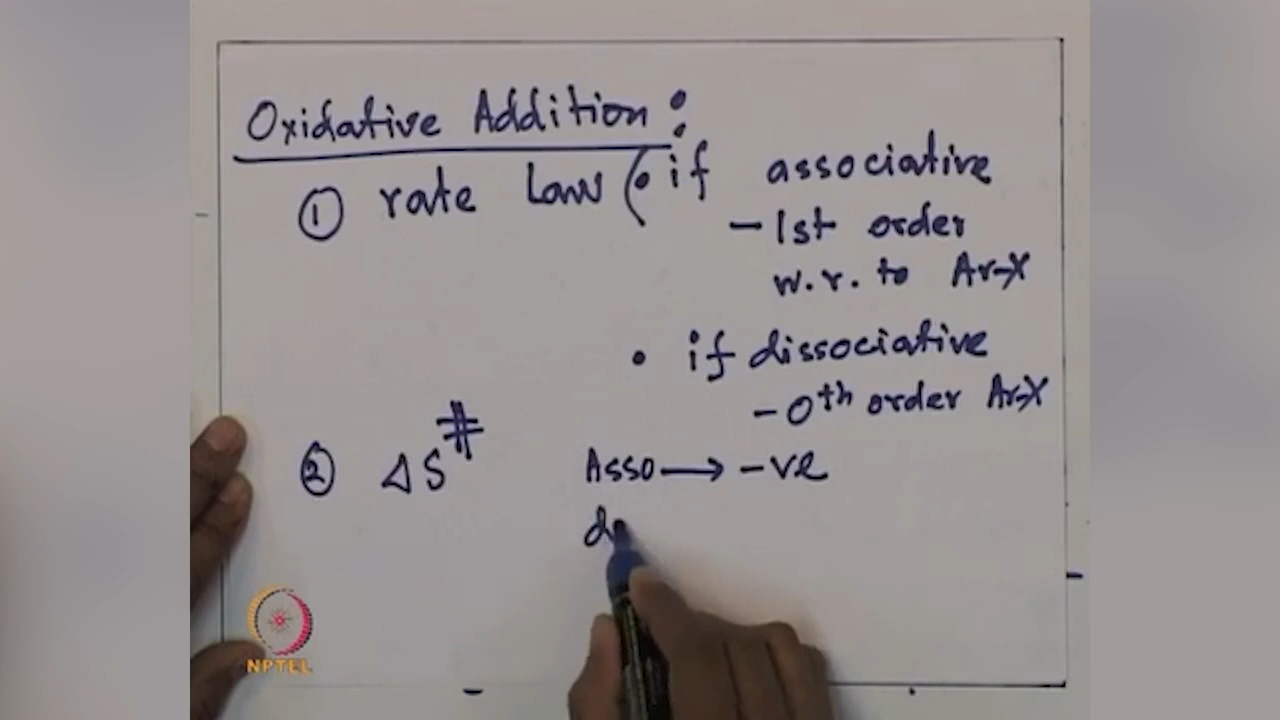 Oxidative Addition:
① rate law (• if associative
- 1st order
w.r. to Ar-X
• if dissociative
- 0th order Ar-X
② ΔS‡ Asso → -ve
d
NPTEL